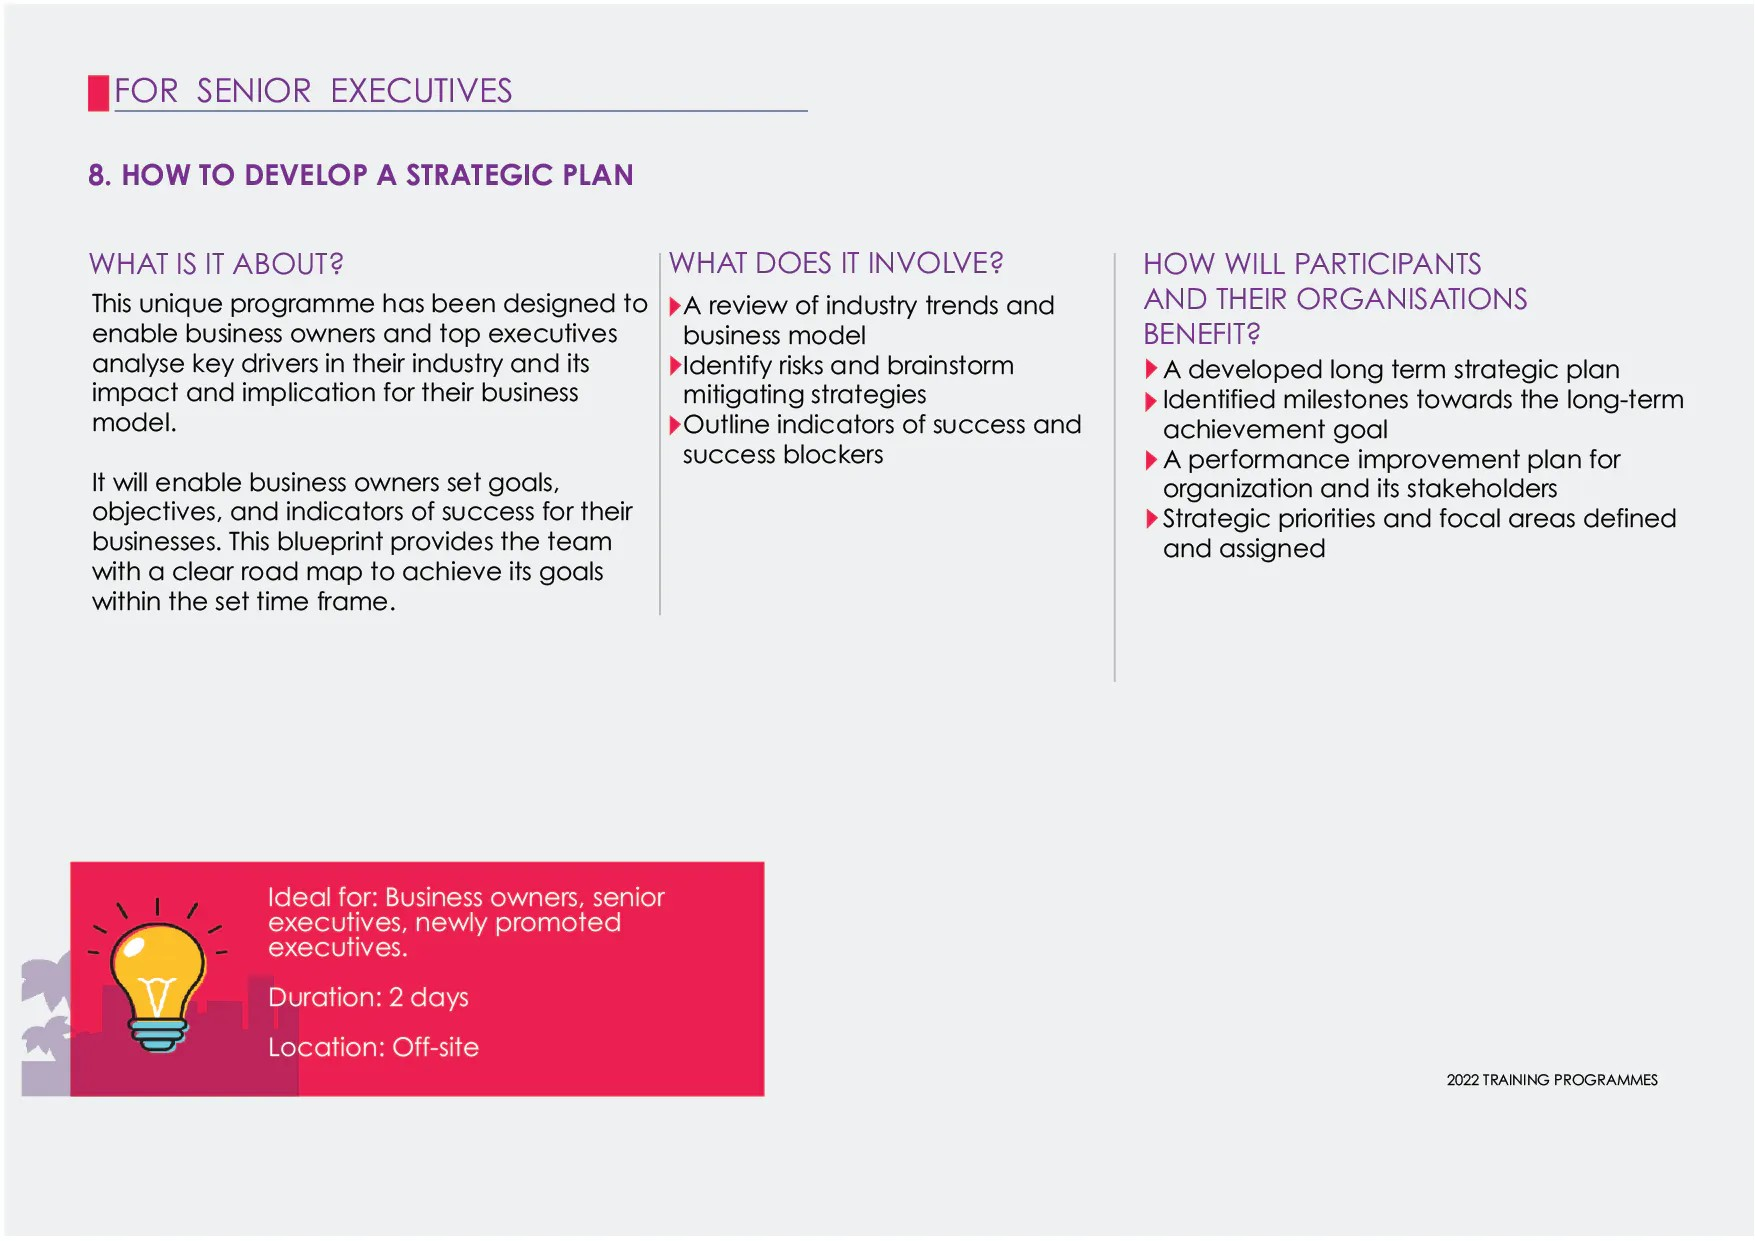 FOR SENIOR EXECUTIVES
8. HOW TO DEVELOP A STRATEGIC PLAN
WHAT IS IT ABOUT?
This unique programme has been designed to
enable business owners and top executives
analyse key drivers in their industry and its
impact and implication for their business
model.
It will enable business owners set goals,
objectives, and indicators of success for their
businesses. This blueprint provides the team
with a clear road map to achieve its goals
within the set time frame.
WHAT DOES IT INVOLVE?
A review of industry trends and
business model
Identify risks and brainstorm
mitigating strategies
Outline indicators of success and
success blockers
HOW WILL PARTICIPANTS
AND THEIR ORGANISATIONS
BENEFIT?
A developed long term strategic plan
Identified milestones towards the long-term
achievement goal
A performance improvement plan for
organization and its stakeholders
Strategic priorities and focal areas defined
and assigned
Ideal for: Business owners, senior
executives, newly promoted
executives.
Duration: 2 days
Location: Off-site
2022 TRAINING PROGRAMMES